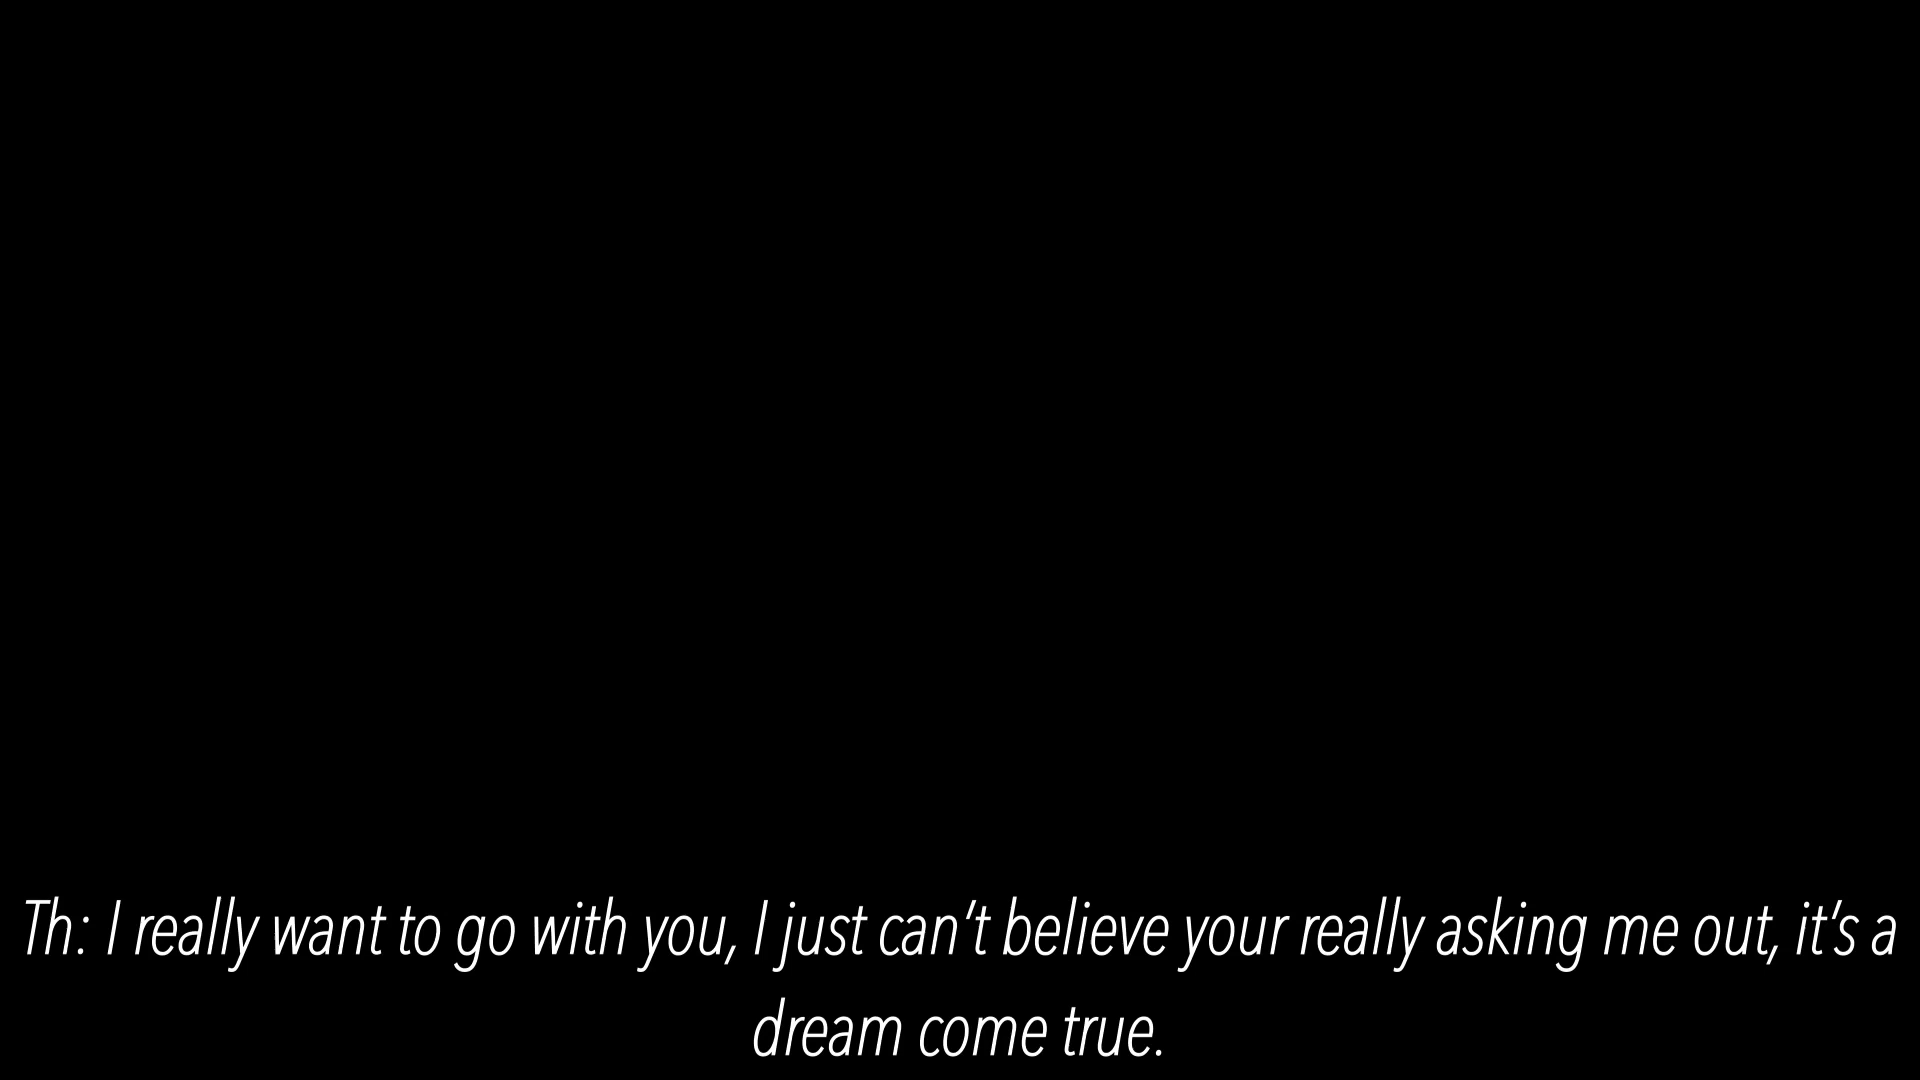 Th: I really want to go with you, I just can’t believe your really asking me out, it’s a
dream come true.